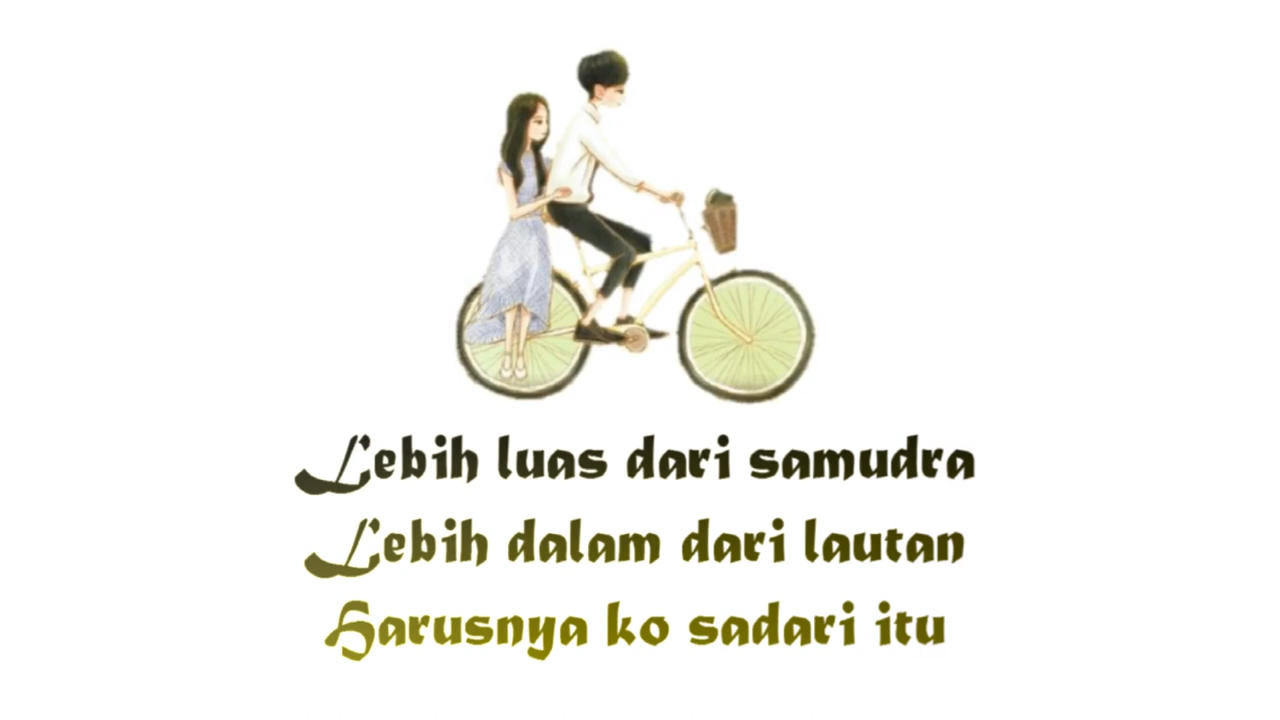 Lebih luas dari samudra
Lebih dalam dari lautan
Harusnya ko sadari itu